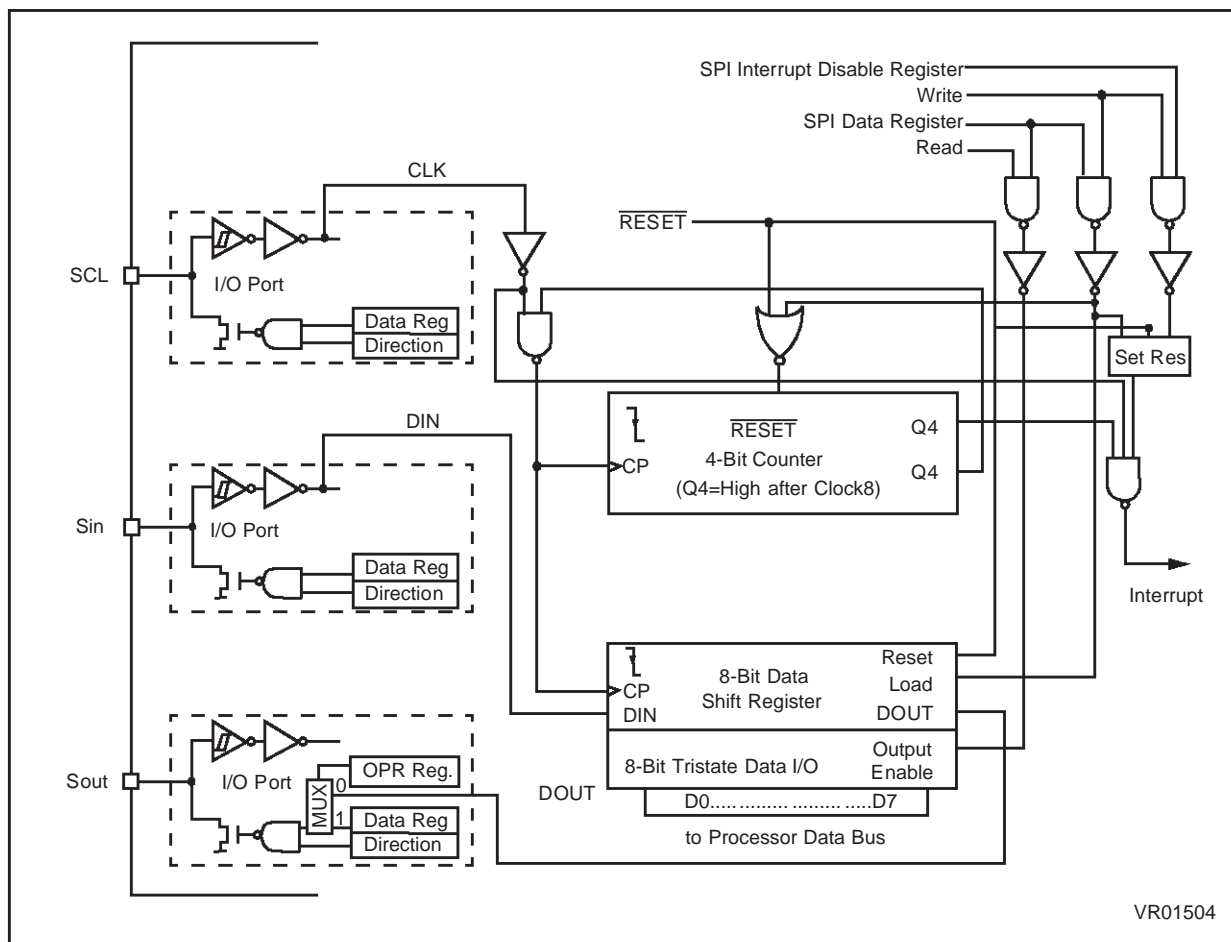 SPI Interrupt Disable Register
Write
SPI Data Register
Read
CLK
RESET
SCL
I/O Port
Data Reg
Direction
Set Res
DIN
RESET
Q4
4-Bit Counter
CP
Q4
(Q4=High after Clock8)
Sin
I/O Port
Data Reg
Direction
Interrupt
Reset
8-Bit Data
Load
CP
Shift Register
DIN
DOUT
Sout
I/O Port
OPR Reg.
MUX
0
1
Data Reg
Direction
Output
8-Bit Tristate Data I/O
Enable
DOUT
D0..... ......... ......... .....D7
to Processor Data Bus
VR01504